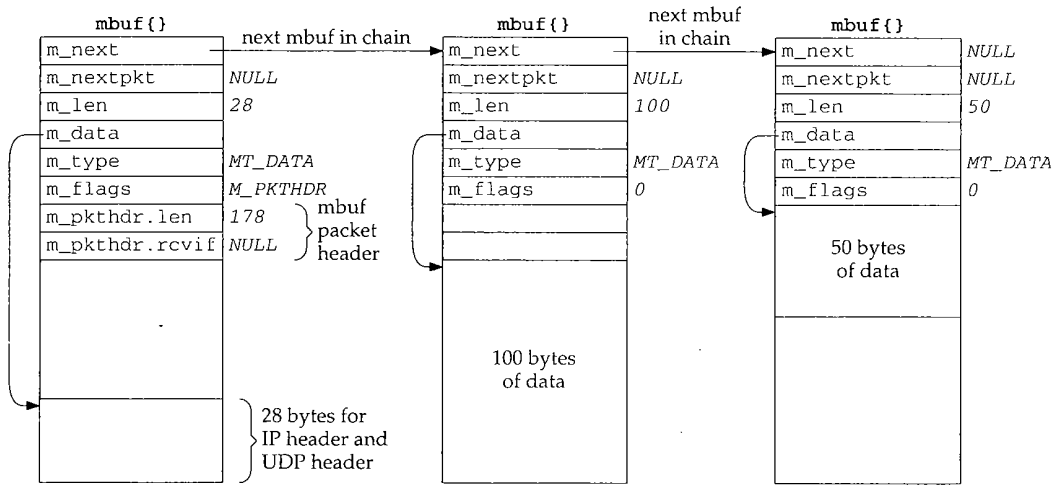 mbuf{}
m_next
m_nextpkt NULL
m_len 28
m_data
m_type MT_DATA
m_flags M_PKTHDR
m_pkthdr.len 178
m_pkthdr.rcvif NULL
mbuf
packet
header
28 bytes for
IP header and
UDP header
next mbuf in chain
mbuf{}
m_next
m_nextpkt NULL
m_len 100
m_data
m_type MT_DATA
m_flags 0
100 bytes
of data
next mbuf
in chain
mbuf{}
m_next NULL
m_nextpkt NULL
m_len 50
m_data
m_type MT_DATA
m_flags 0
50 bytes
of data